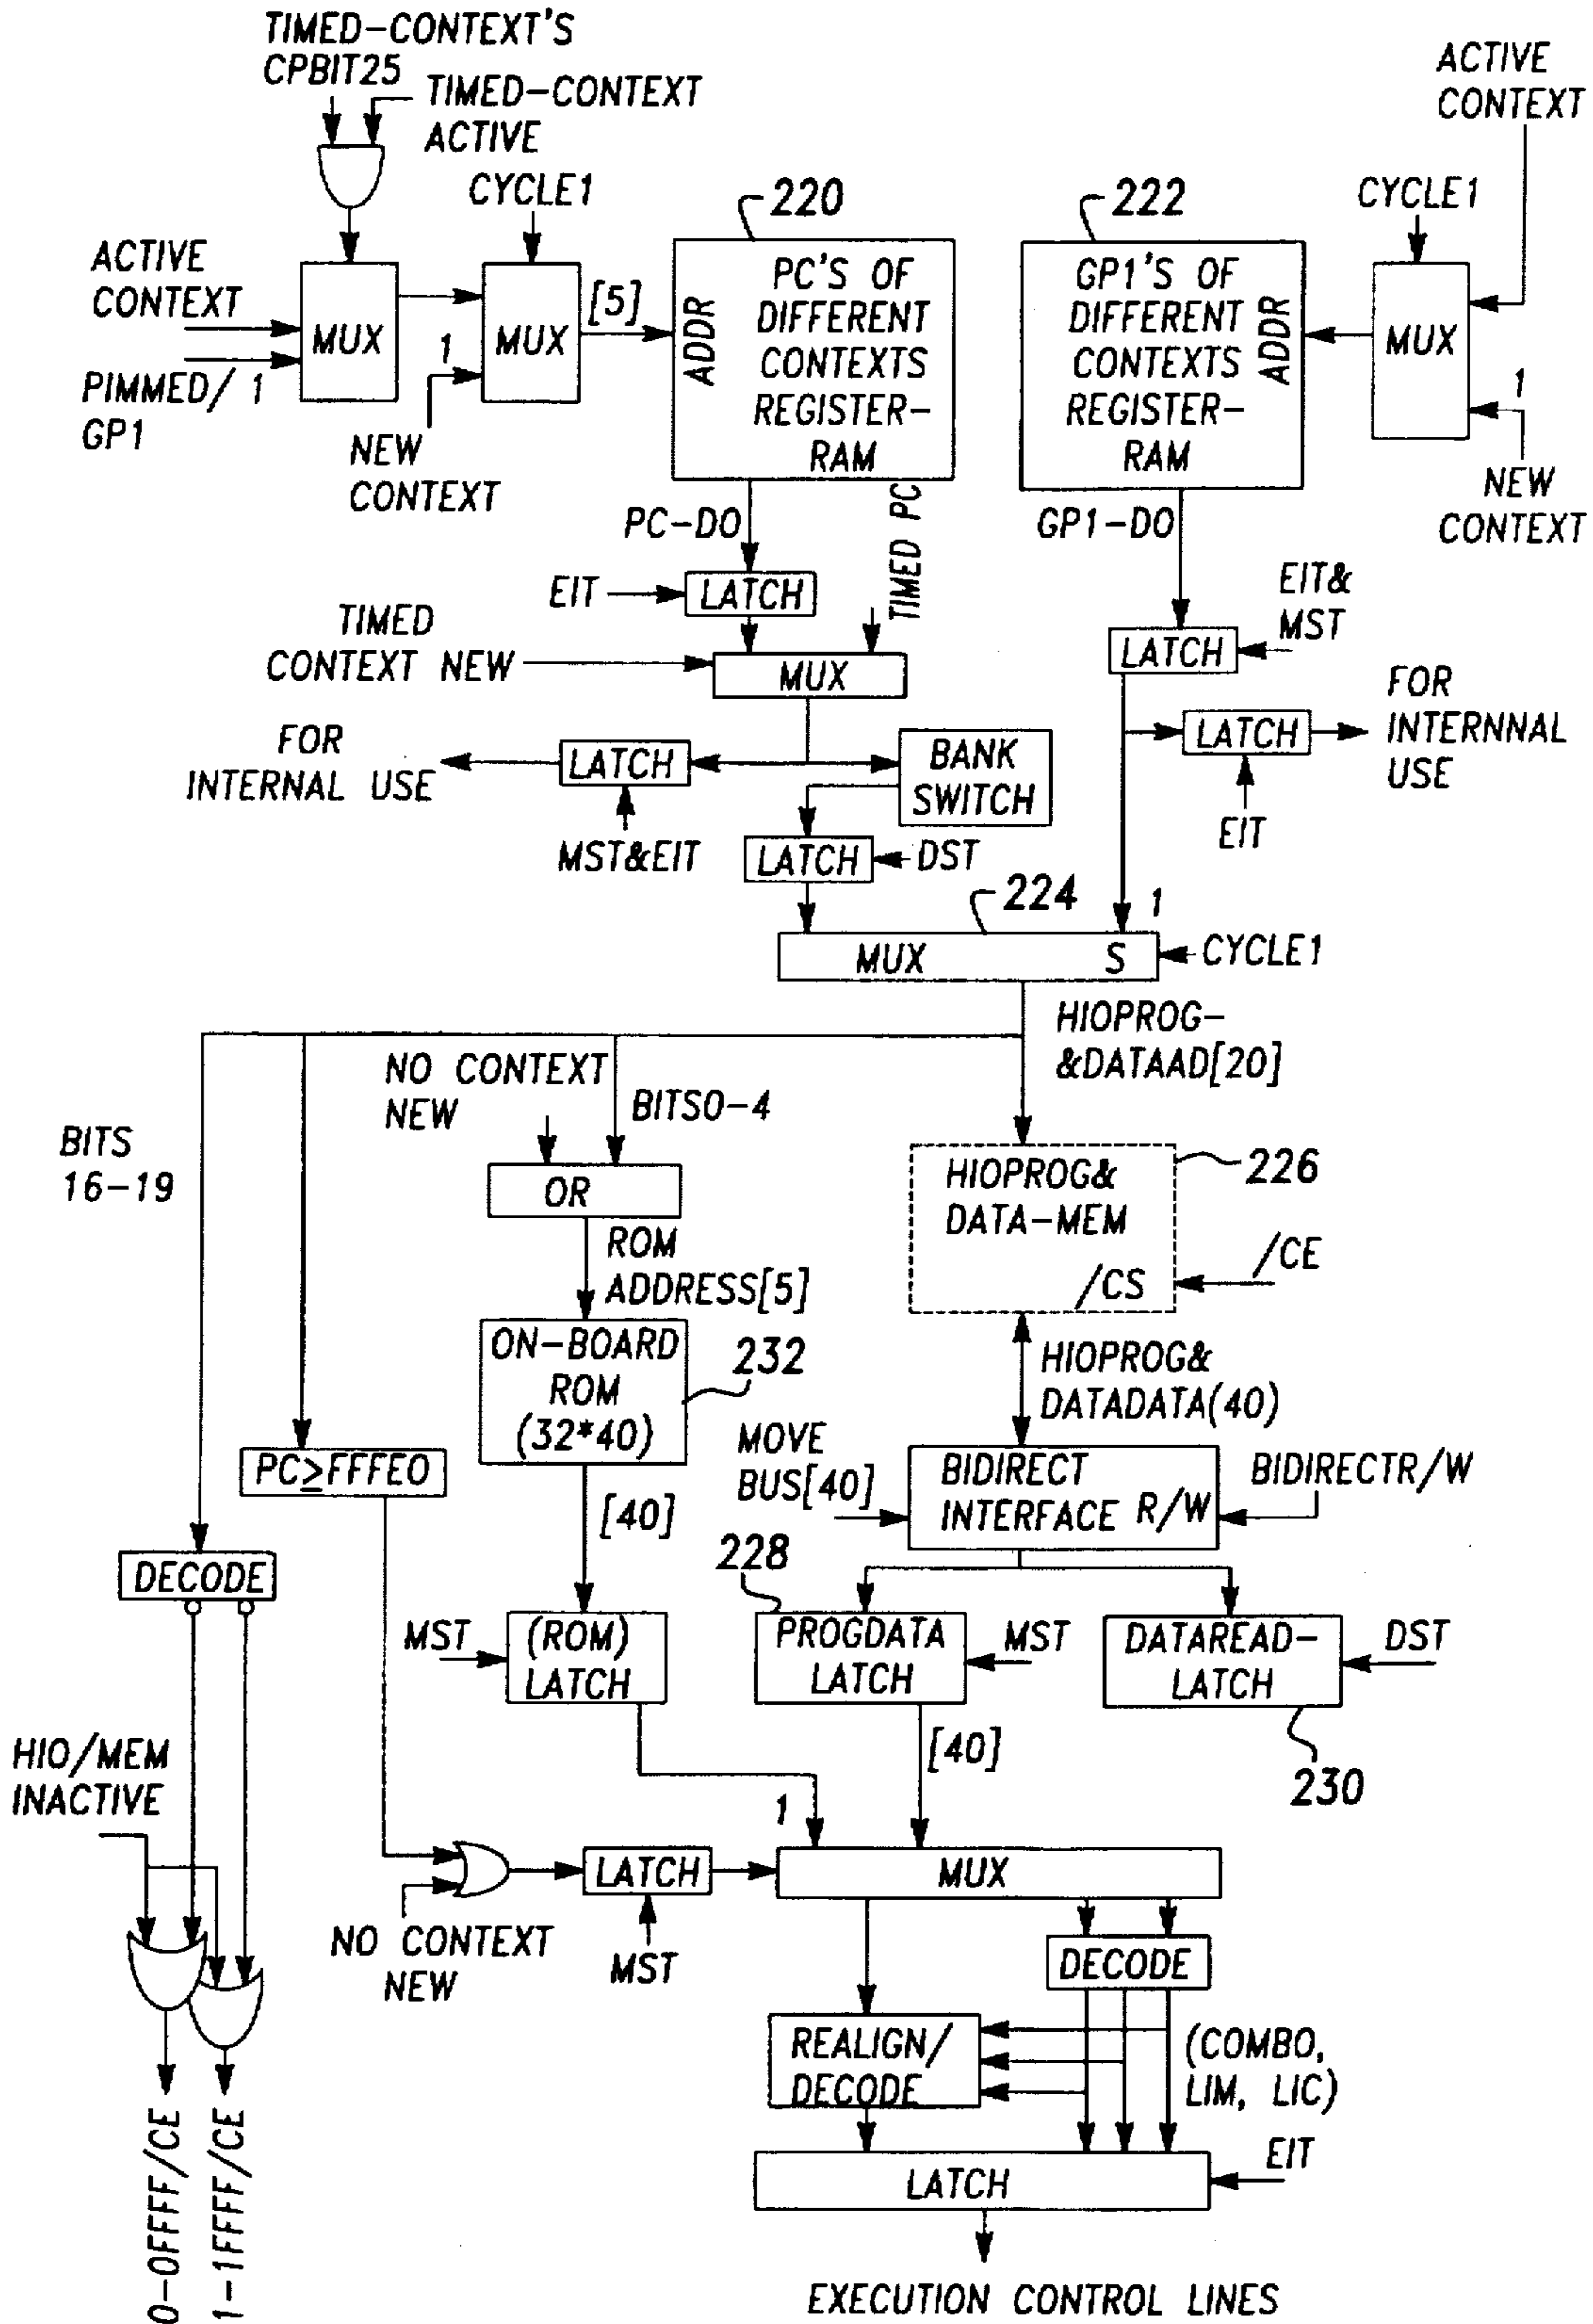 TIMED-CONTEXT'S
CPBIT25
TIMED-CONTEXT
ACTIVE
ACTIVE
CONTEXT
CYCLE1
220
222
CYCLE1
ACTIVE
CONTEXT
MUX
PIMMED/ 1
GP1
1
MUX
[5]
NEW
CONTEXT
ADDR
PC'S OF
DIFFERENT
CONTEXTS
REGISTER-
RAM
GP1'S OF
DIFFERENT
CONTEXTS
REGISTER-
RAM
ADDR
MUX
1
NEW
CONTEXT
PC-DO
TIMED PC
GP1-DO
EIT
LATCH
EIT&
MST
LATCH
TIMED
CONTEXT NEW
MUX
FOR
INTERNAL USE
LATCH
MST&EIT
BANK
SWITCH
LATCH
DST
LATCH
EIT
FOR
INTERNNAL
USE
224
1
MUX S
CYCLE1
HIOPROG-
&DATAAD[20]
NO CONTEXT
NEW
BITS0-4
BITS
16-19
OR
ROM
ADDRESS[5]
HIOPROG&
DATA-MEM
/CS
226
/CE
ON-BOARD
ROM
(32*40)
232
HIOPROG&
DATADATA(40)
PC≥FFFE0
[40]
MOVE
BUS[40]
BIDIRECT
INTERFACE R/W
BIDIRECTR/W
DECODE
228
MST
(ROM)
LATCH
PROGDATA
LATCH
MST
DATAREAD-
LATCH
DST
230
[40]
HIO/MEM
INACTIVE
1
LATCH
MST
MUX
NO CONTEXT
NEW
DECODE
REALIGN/
DECODE
(COMBO,
LIM, LIC)
LATCH
EIT
0-0FFFF/CE
1-1FFFF/CE
EXECUTION CONTROL LINES